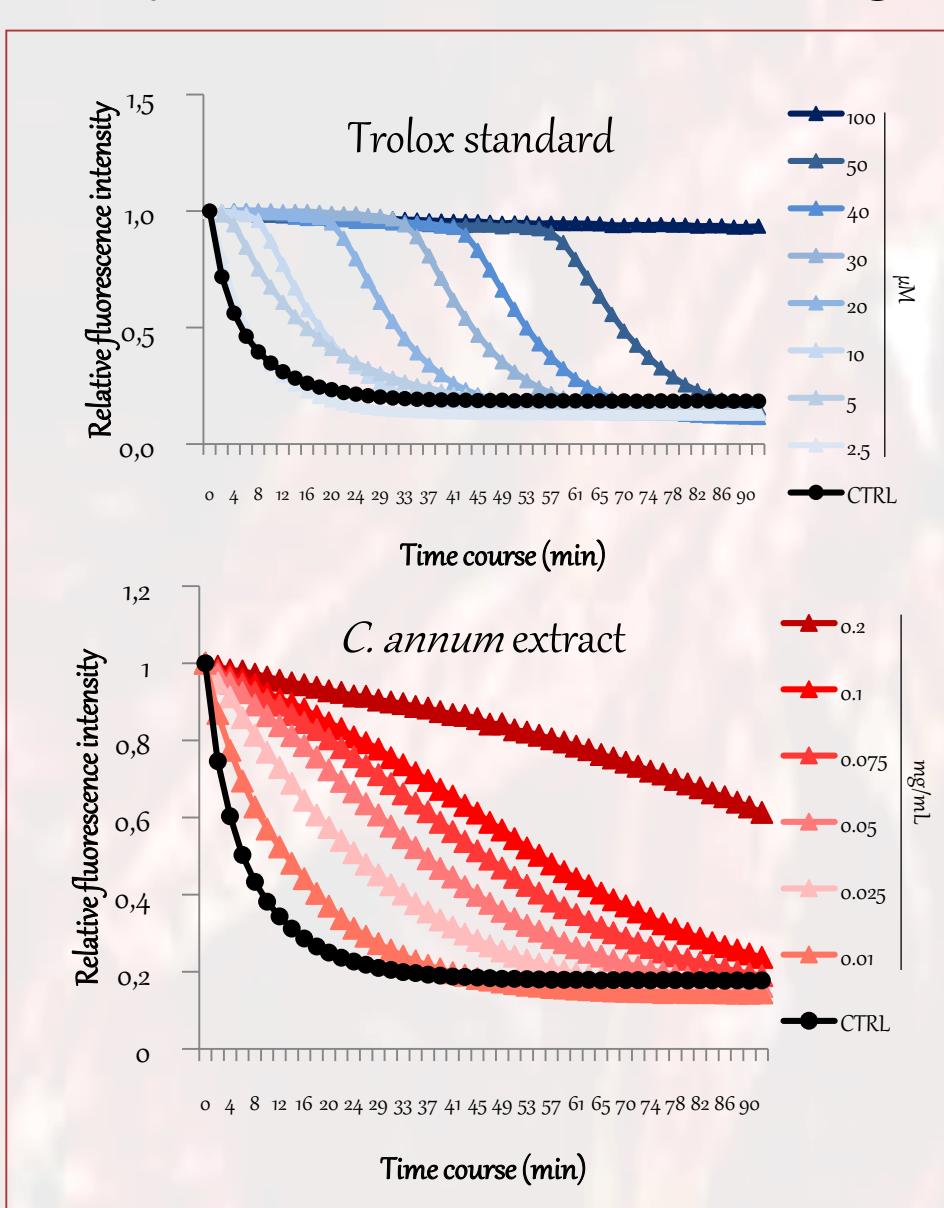 Trolox standard
Relative fluorescence intensity
1,5
1,0
0,5
0,0
0 4 8 12 16 20 24 29 33 37 41 45 49 53 57 61 65 70 74 78 82 86 90
Time course (min)
100
50
40
30
20
10
5
2.5
CTRL
µM
C. annum extract
Relative fluorescence intensity
1,2
1
0,8
0,6
0,4
0,2
0
0 4 8 12 16 20 24 29 33 37 41 45 49 53 57 61 65 70 74 78 82 86 90
Time course (min)
0.2
0.1
0.075
0.05
0.025
0.01
CTRL
mg/mL